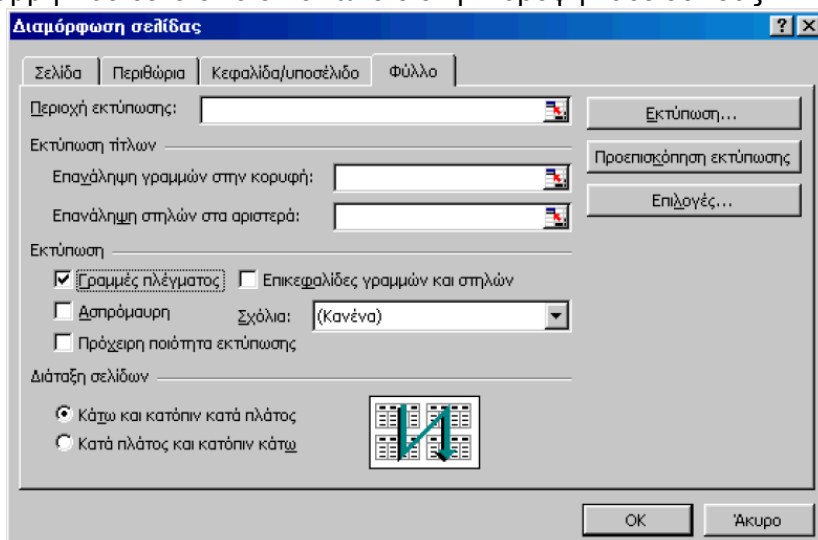 Διαμόρφωση σελίδας
Σελίδα Περιθώρια Κεφαλίδα/υποσέλιδο Φύλλο
Περιοχή εκτύπωσης:
Εκτύπωση...
Εκτύπωση τίτλων
Προεπισκόπηση εκτύπωσης
Επανάληψη γραμμών στην κορυφή:
Επιλογές...
Επανάληψη στηλών στα αριστερά:
Εκτύπωση
Γραμμές πλέγματος Επικεφαλίδες γραμμών και στηλών
Ασπρόμαυρη Σχόλια: (Κανένα)
Πρόχειρη ποιότητα εκτύπωσης
Διάταξη σελίδων
Κάτω και κατόπιν κατά πλάτος
Κατά πλάτος και κατόπιν κάτω
OK Άκυρο